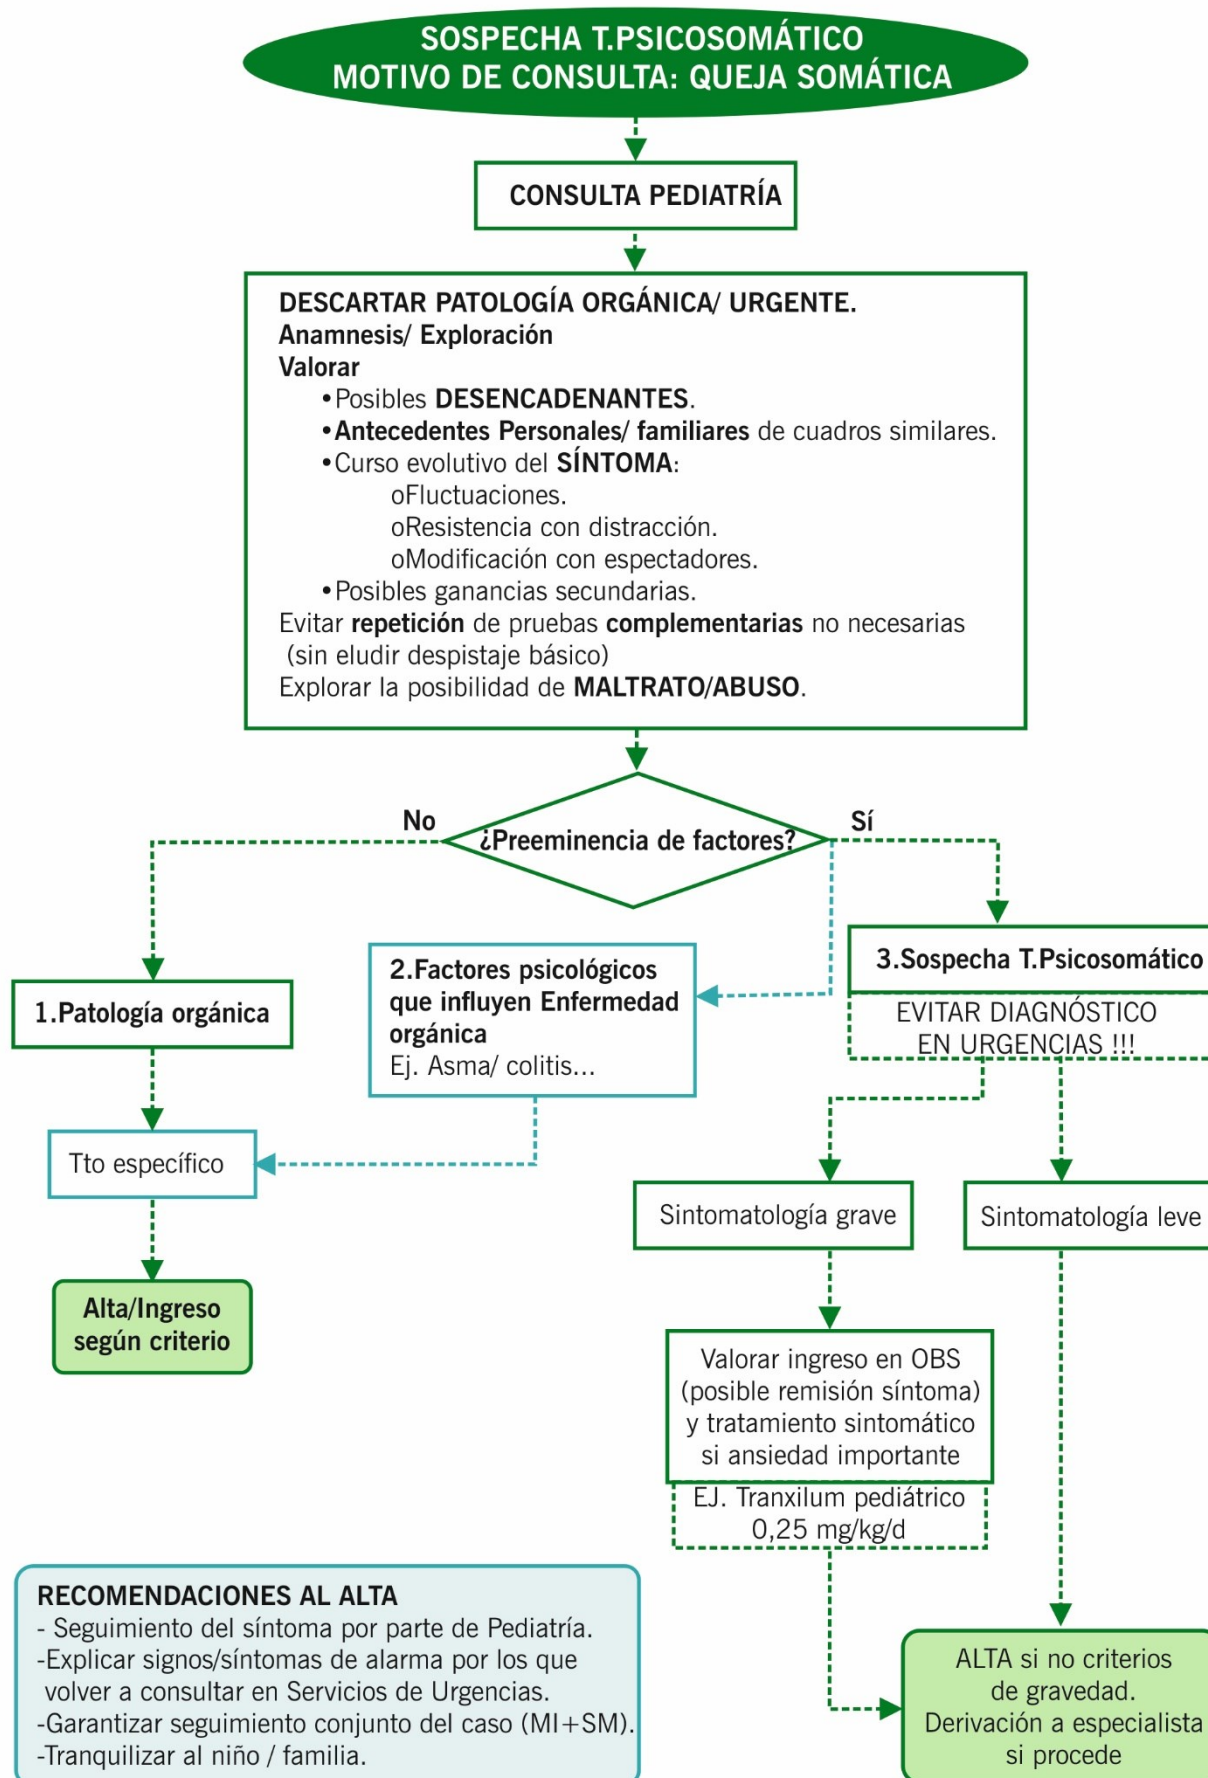 SOSPECHA T.PSICOSOMÁTICO
MOTIVO DE CONSULTA: QUEJA SOMÁTICA
CONSULTA PEDIATRÍA
DESCARTAR PATOLOGÍA ORGÁNICA/ URGENTE.
Anamnesis/ Exploración
Valorar
•Posibles DESENCADENANTES.
•Antecedentes Personales/ familiares de cuadros similares.
•Curso evolutivo del SÍNTOMA:
oFluctuaciones.
oResistencia con distracción.
oModificación con espectadores.
•Posibles ganancias secundarias.
Evitar repetición de pruebas complementarias no necesarias
(sin eludir despistaje básico)
Explorar la posibilidad de MALTRATO/ABUSO.
No
¿Preeminencia de factores?
Sí
1.Patología orgánica
2.Factores psicológicos
que influyen Enfermedad
orgánica
Ej. Asma/ colitis...
3.Sospecha T.Psicosomático
EVITAR DIAGNÓSTICO
EN URGENCIAS !!!
Tto específico
Sintomatología grave
Sintomatología leve
Alta/Ingreso
según criterio
Valorar ingreso en OBS
(posible remisión síntoma)
y tratamiento sintomático
si ansiedad importante
EJ. Tranxilum pediátrico
0,25 mg/kg/d
RECOMENDACIONES AL ALTA
- Seguimiento del síntoma por parte de Pediatría.
-Explicar signos/síntomas de alarma por los que
volver a consultar en Servicios de Urgencias.
-Garantizar seguimiento conjunto del caso (MI+SM).
-Tranquilizar al niño / familia.
ALTA si no criterios
de gravedad.
Derivación a especialista
si procede